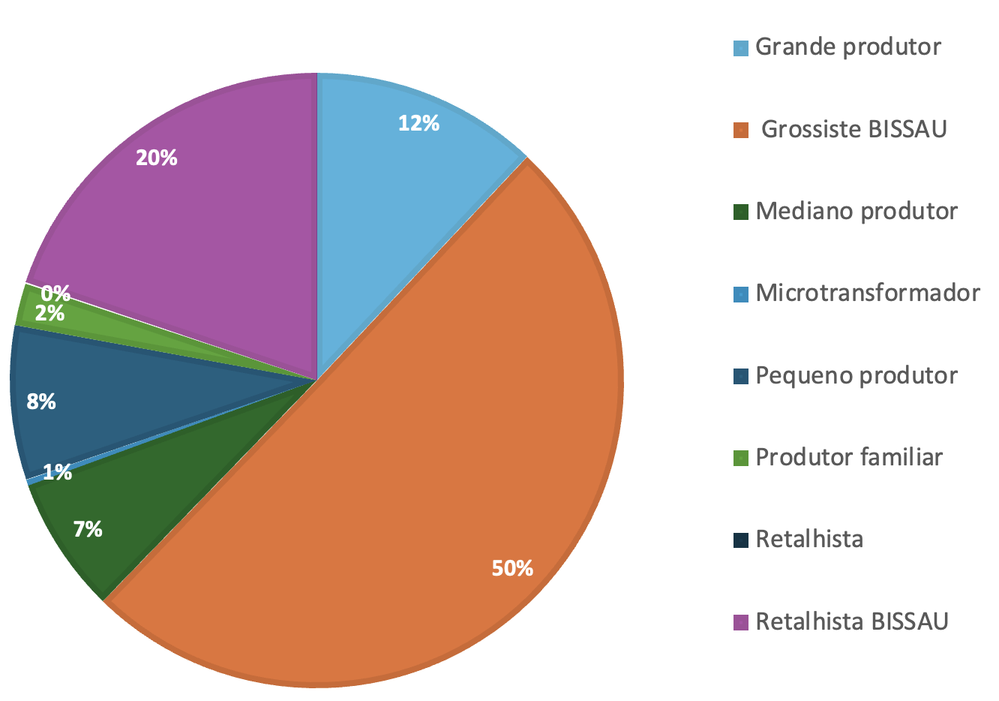 12%
20%
0%
2%
8%
1%
7%
50%
Grande produtor
Grossiste BISSAU
Mediano produtor
Microtransformador
Pequeno produtor
Produtor familiar
Retalhista
Retalhista BISSAU